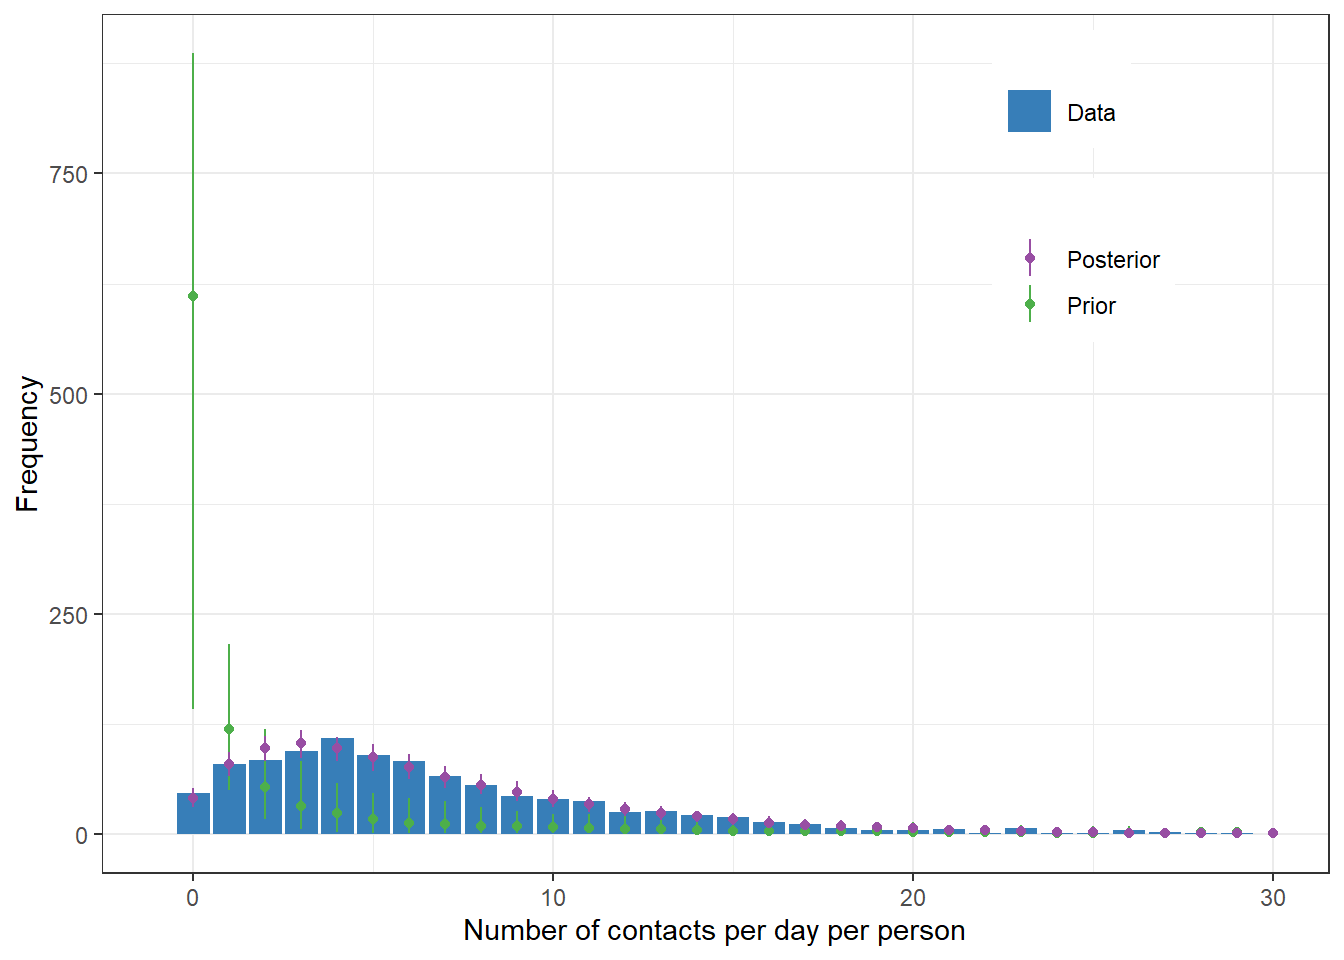 Data
Posterior
Prior
Frequency
750
500
250
0
0 10 20 30
Number of contacts per day per person